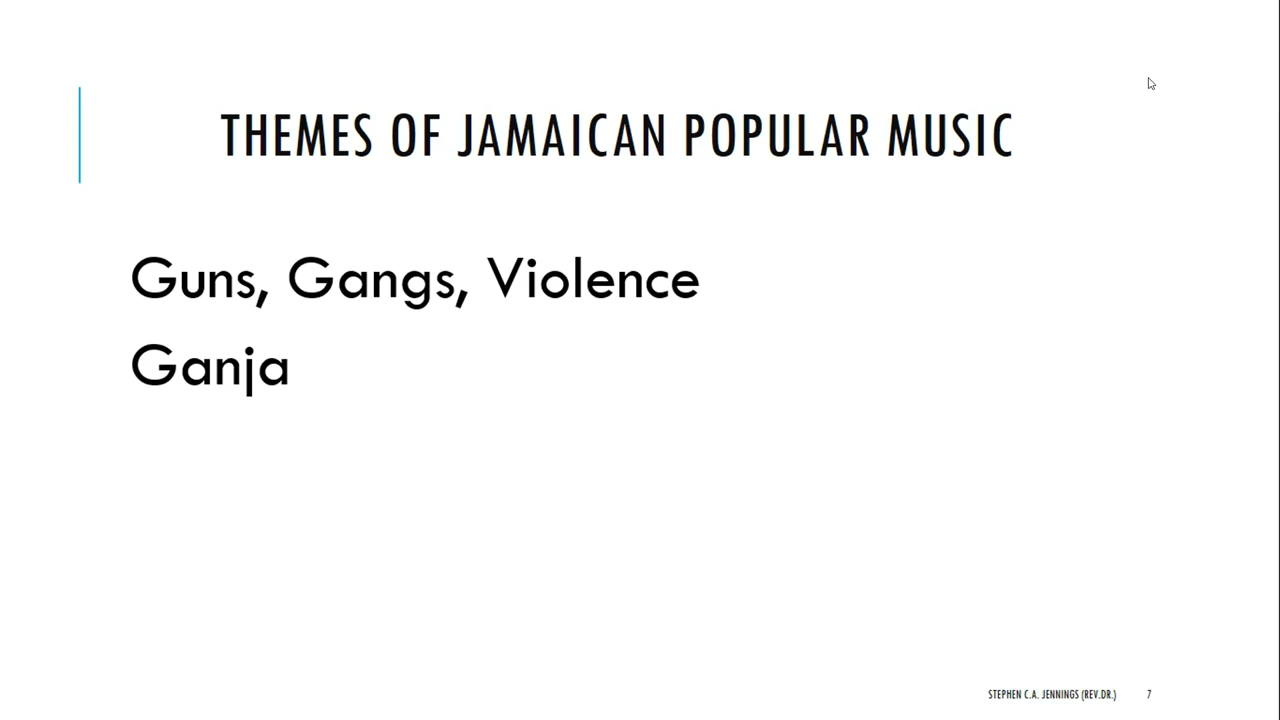 THEMES OF JAMAICAN POPULAR MUSIC
Guns, Gangs, Violence
Ganja
STEPHEN C.A. JENNINGS (REV.DR.) 7